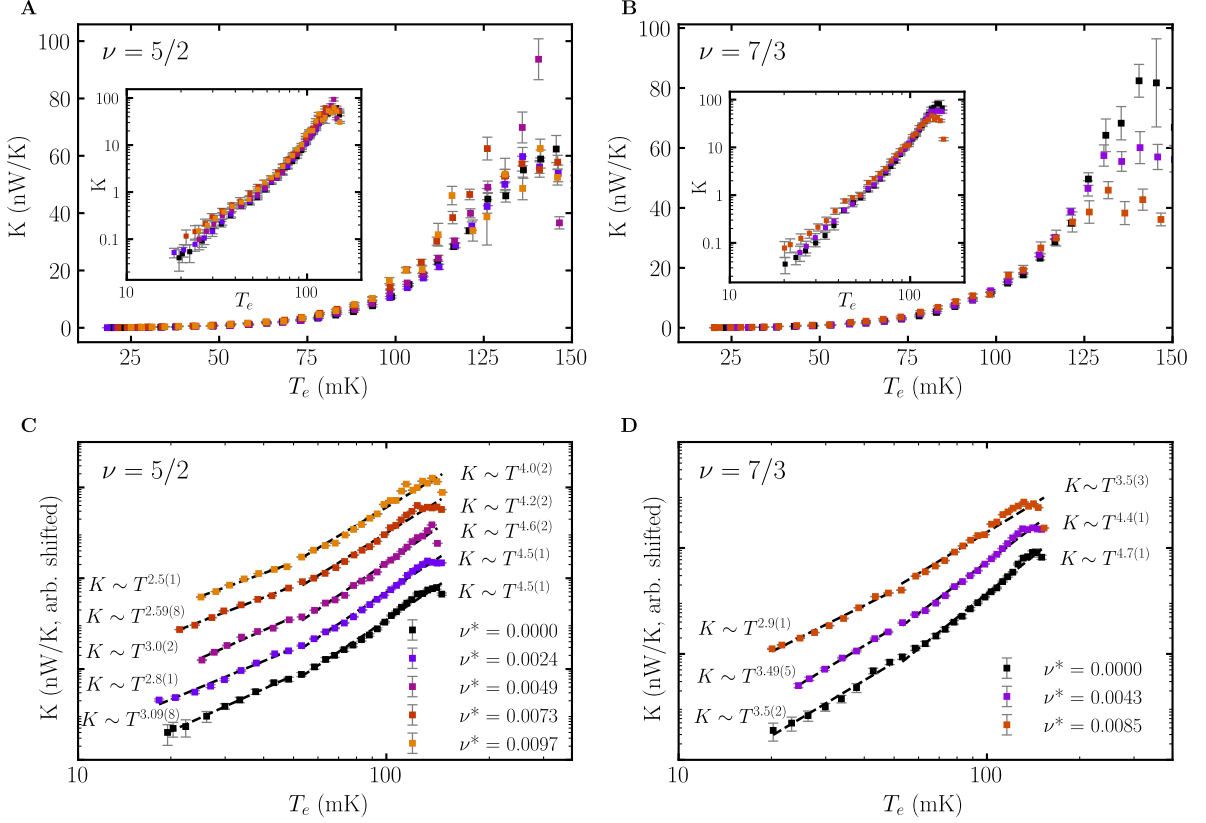 A
ν = 5/2
K (nW/K)
100
80
60
40
20
0
25
50
75
100
125
150
T_e (mK)
K
100
10
1
0.1
10
100
T_e
B
ν = 7/3
K (nW/K)
100
80
60
40
20
0
25
50
75
100
125
150
T_e (mK)
K
100
10
1
0.1
10
100
T_e
C
ν = 5/2
K (nW/K, arb. shifted)
K ∼ T^4.0(2)
K ∼ T^4.2(2)
K ∼ T^4.6(2)
K ∼ T^4.5(1)
K ∼ T^4.5(1)
K ∼ T^2.5(1)
K ∼ T^2.59(8)
K ∼ T^3.0(2)
K ∼ T^2.8(1)
K ∼ T^3.09(8)
ν* = 0.0000
ν* = 0.0024
ν* = 0.0049
ν* = 0.0073
ν* = 0.0097
10
100
T_e (mK)
D
ν = 7/3
K (nW/K, arb. shifted)
K∼ T^3.5(3)
K ∼ T^4.4(1)
K ∼ T^4.7(1)
K ∼ T^2.9(1)
K ∼ T^3.49(5)
K ∼ T^3.5(2)
ν* = 0.0000
ν* = 0.0043
ν* = 0.0085
10
100
T_e (mK)